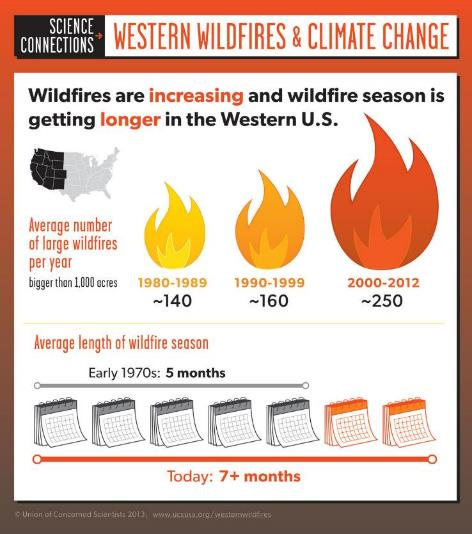 SCIENCE
CONNECTIONS
WESTERN WILDFIRES & CLIMATE CHANGE
Wildfires are increasing and wildfire season is
getting longer in the Western U.S.
Average number
of large wildfires
per year
bigger than 1,000 acres
1980-1989
~140
1990-1999
~160
2000-2012
~250
Average length of wildfire season
Early 1970s: 5 months
Today: 7+ months
© Union of Concerned Scientists 2013; www.ucsusa.org/westernwildfires